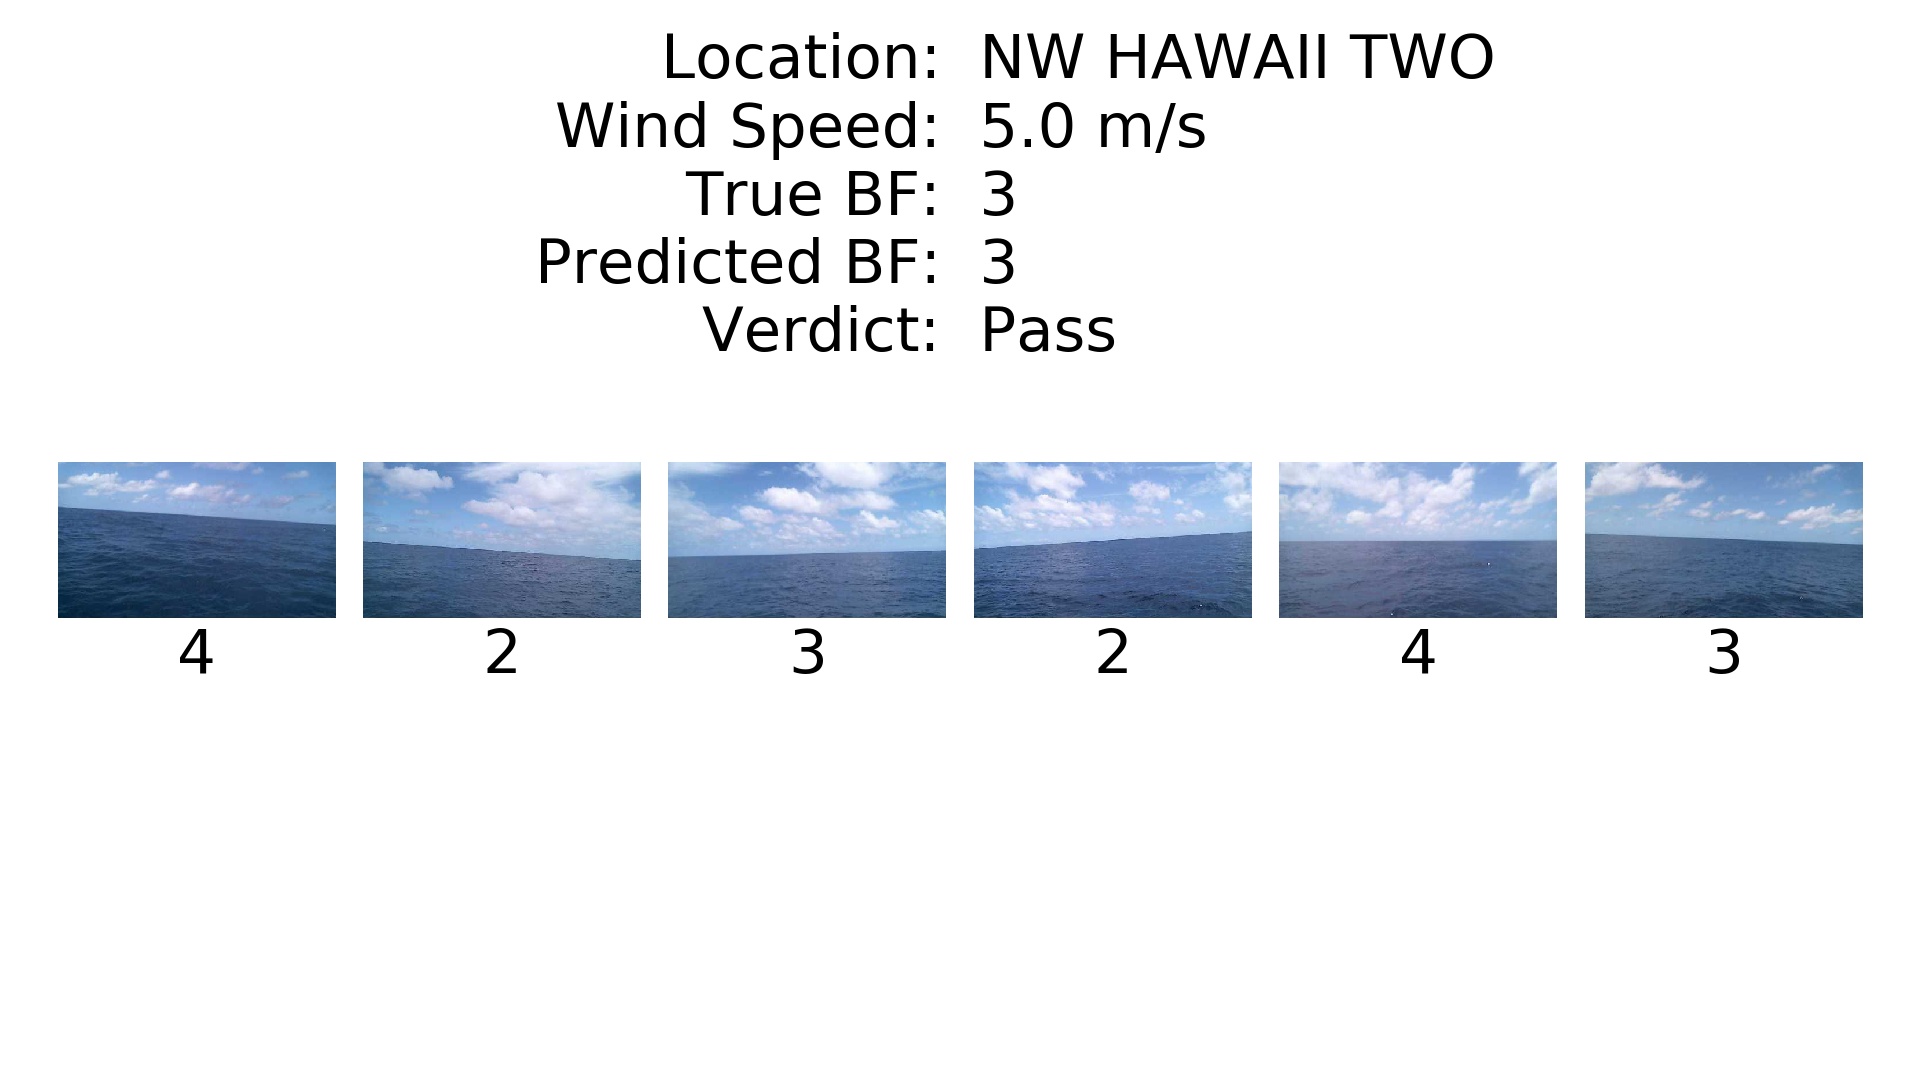 Location: NW HAWAII TWO
Wind Speed: 5.0 m/s
True BF: 3
Predicted BF: 3
Verdict: Pass
4 2 3 2 4 3